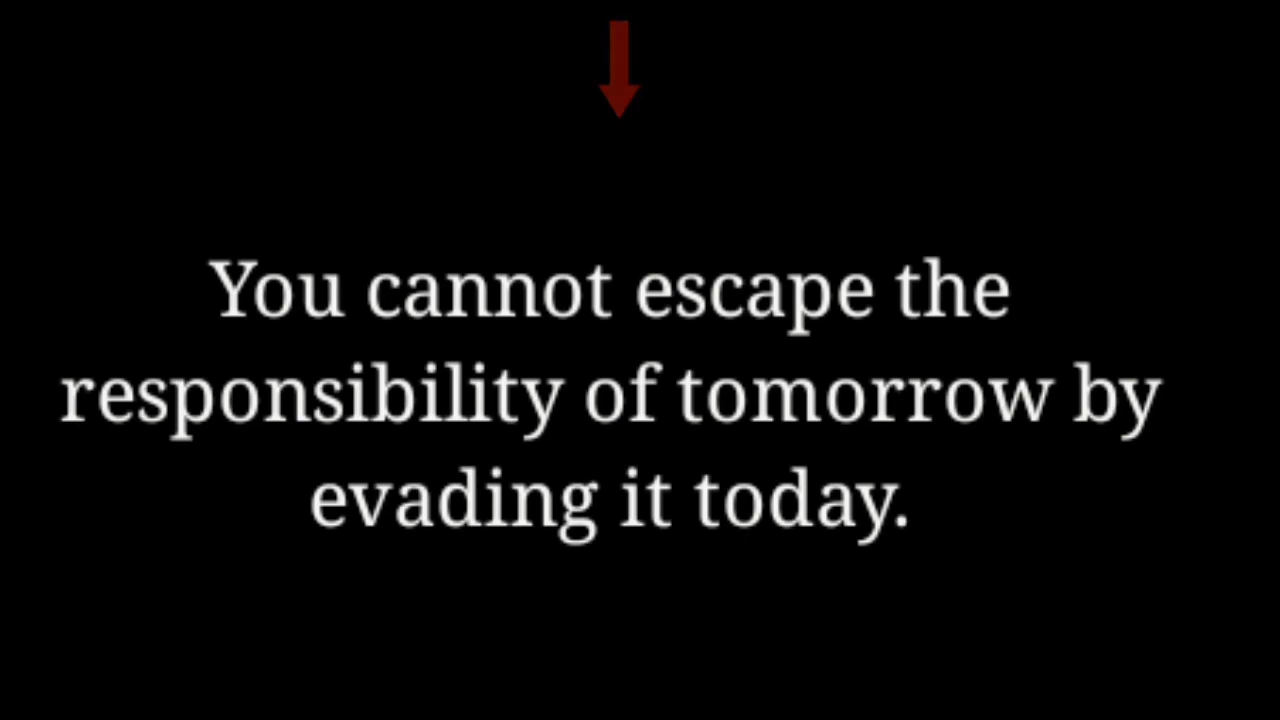 You cannot escape the
responsibility of tomorrow by
evading it today.